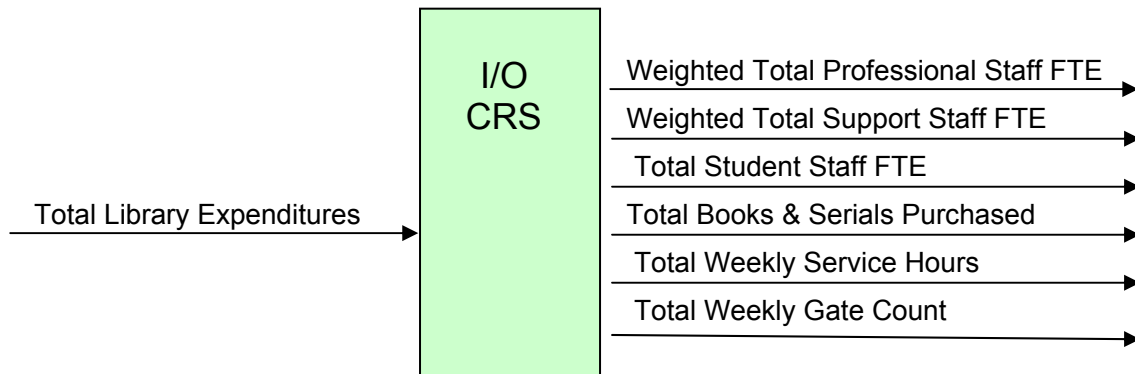 I/O
CRS
Total Library Expenditures
Weighted Total Professional Staff FTE
Weighted Total Support Staff FTE
Total Student Staff FTE
Total Books & Serials Purchased
Total Weekly Service Hours
Total Weekly Gate Count